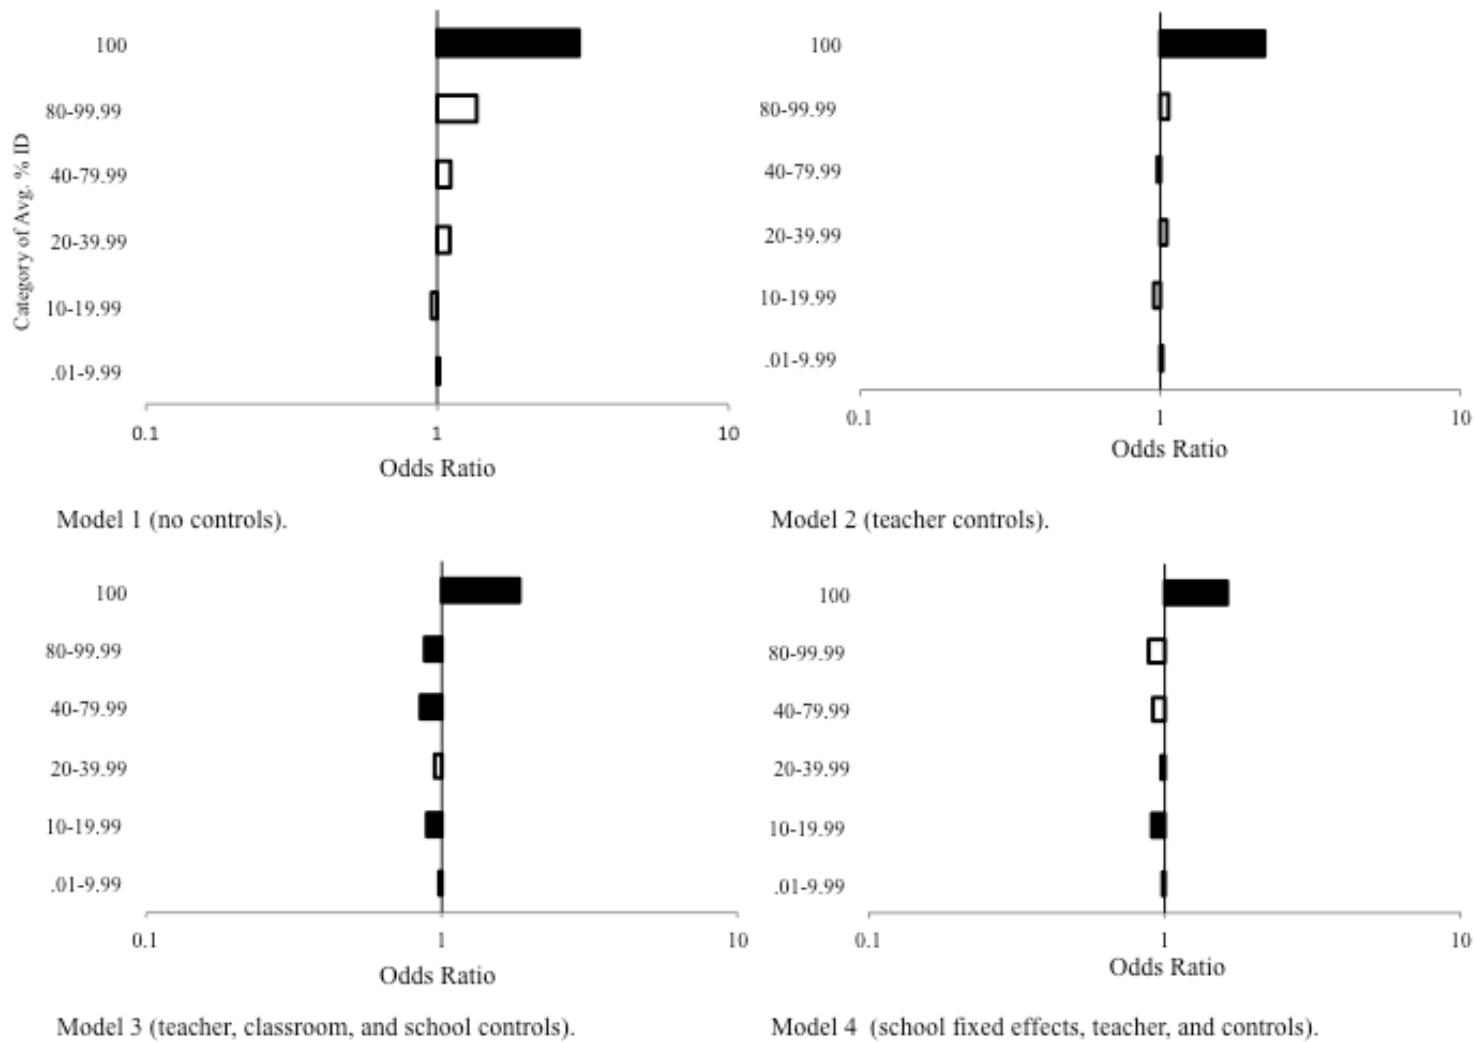 Category of Avg. % ID
100
80-99.99
40-79.99
20-39.99
10-19.99
.01-9.99
0.1 1 10
Odds Ratio
Model 1 (no controls).
100
80-99.99
40-79.99
20-39.99
10-19.99
.01-9.99
0.1 1 10
Odds Ratio
Model 2 (teacher controls).
100
80-99.99
40-79.99
20-39.99
10-19.99
.01-9.99
0.1 1 10
Odds Ratio
Model 3 (teacher, classroom, and school controls).
100
80-99.99
40-79.99
20-39.99
10-19.99
.01-9.99
0.1 1 10
Odds Ratio
Model 4 (school fixed effects, teacher, and controls).